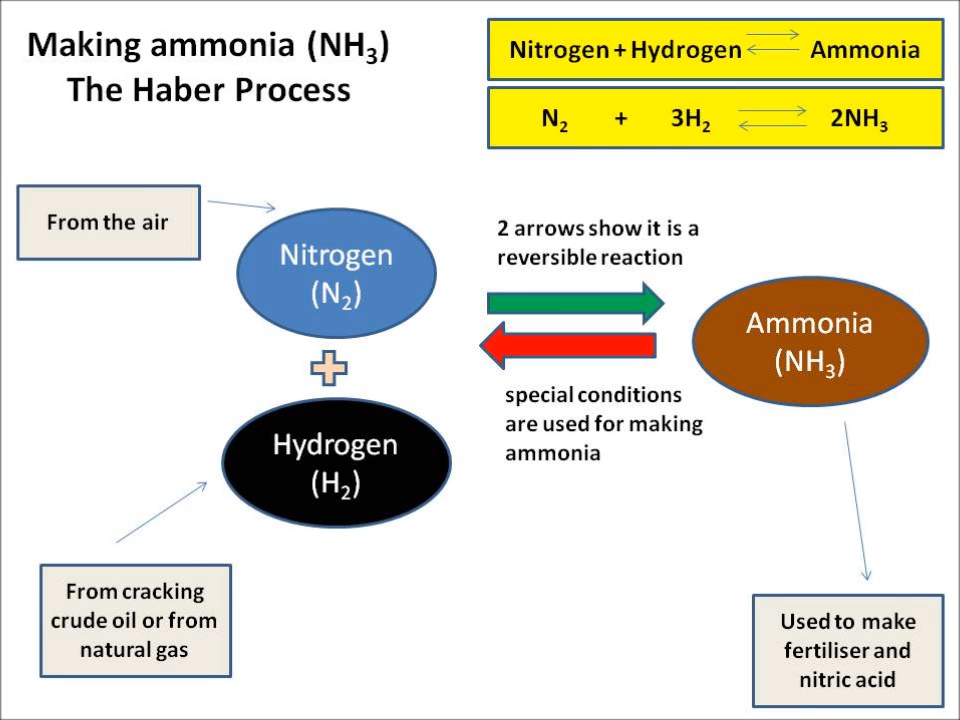 Making ammonia (NH₃)
The Haber Process
Nitrogen + Hydrogen ⇄ Ammonia
N₂ + 3H₂ ⇄ 2NH₃
From the air
Nitrogen
(N₂)
2 arrows show it is a
reversible reaction
Ammonia
(NH₃)
special conditions
are used for making
ammonia
Hydrogen
(H₂)
From cracking
crude oil or from
natural gas
Used to make
fertiliser and
nitric acid